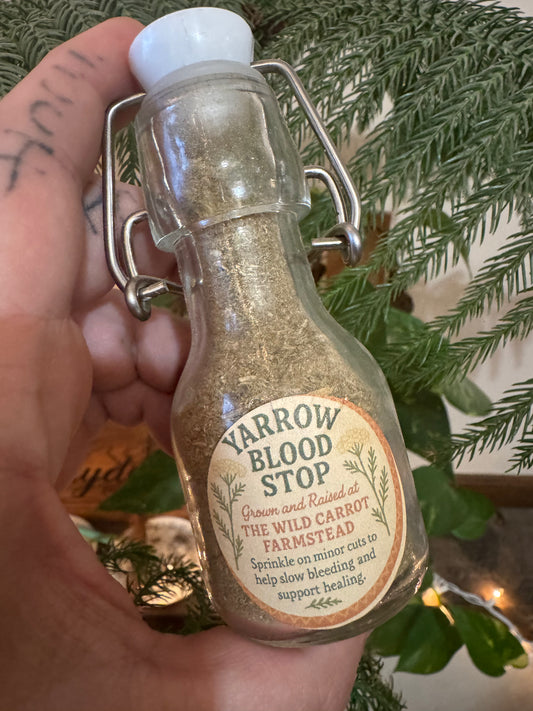 YARROW
BLOOD
STOP
Grown and Raised at
THE WILD CARROT
FARMSTEAD
Sprinkle on minor cuts to
help slow bleeding and
support healing.